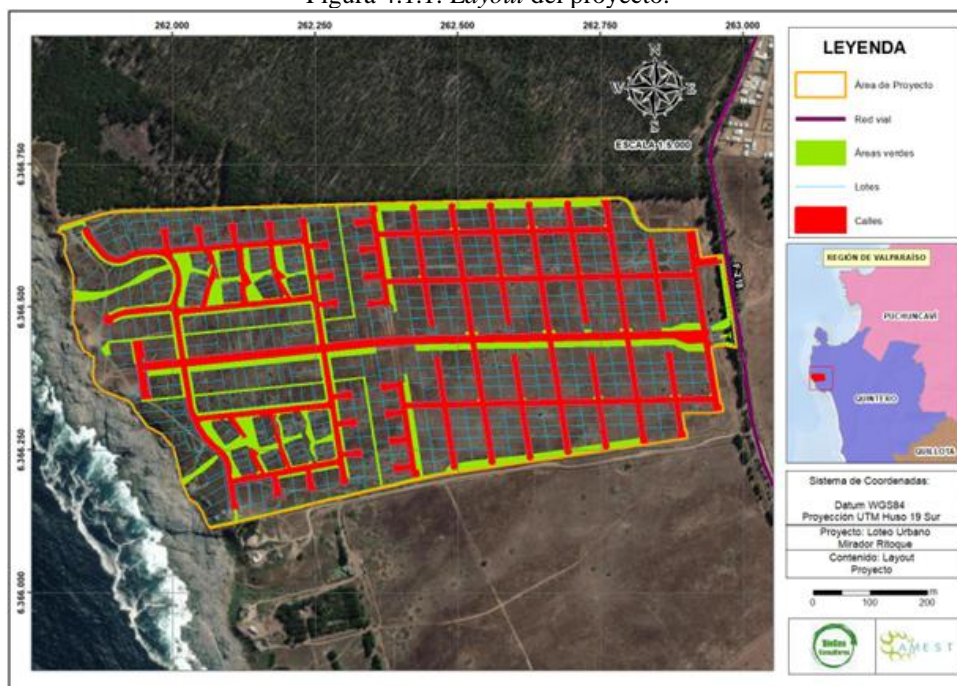 Figura 4.1.1. Layout del proyecto.
262.000
262.250
262.500
262.750
263.000
6.366.750
6.366.500
6.366.250
6.366.000
N
W
E
ESCALA 1:5.000
F-210
LEYENDA
Área de Proyecto
Red vial
Áreas verdes
Lotes
Calles
REGIÓN DE VALPARAÍSO
PUCHUNCAVÍ
QUINTERO
QUILLOTA
Sistema de Coordenadas:
Datum WGS84
Proyección UTM Huso 19 Sur
Proyecto: Loteo Urbano
Mirador Ritoque
Contenido: Layout
Proyecto
m
0 100 200
Consultores
AMEST